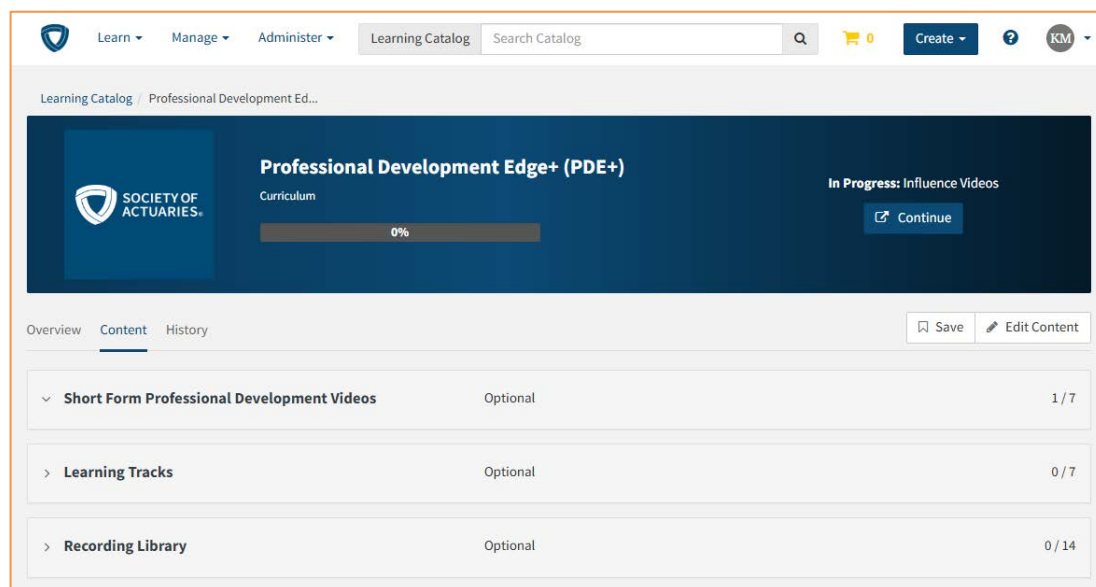 Learn Manage Administer Learning Catalog Search Catalog 0 Create KM
Learning Catalog / Professional Development Ed...
SOCIETY OF
ACTUARIES®
Professional Development Edge+ (PDE+)
Curriculum
0%
In Progress: Influence Videos
Continue
Overview Content History Save Edit Content
Short Form Professional Development Videos Optional 1 / 7
Learning Tracks Optional 0 / 7
Recording Library Optional 0 / 14